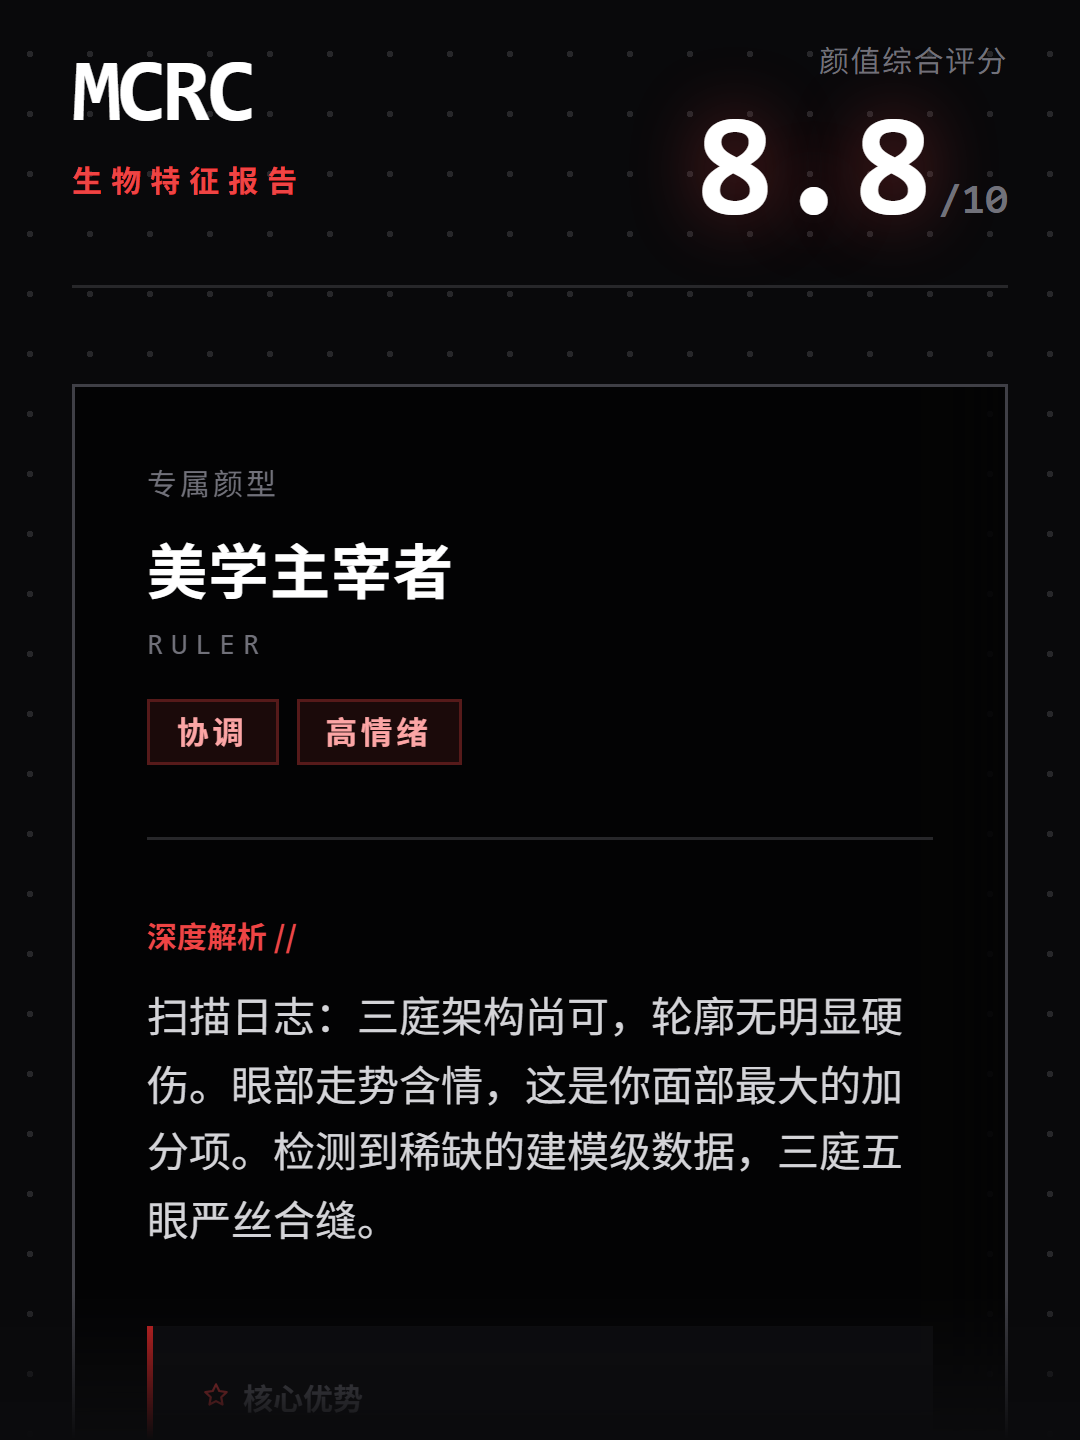 MCRC
生物特征报告
颜值综合评分
8.8/10
专属颜型
美学主宰者
RULER
协调
高情绪
深度解析 //
扫描日志：三庭架构尚可，轮廓无明显硬
伤。眼部走势含情，这是你面部最大的加
分项。检测到稀缺的建模级数据，三庭五
眼严丝合缝。
核心优势